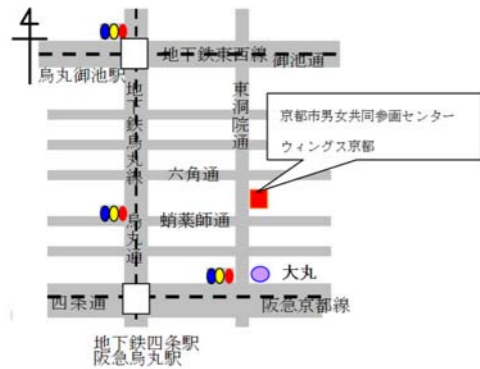 4
地下鉄東西線
御池通
烏丸御池駅
地下鉄烏丸線
烏丸通
東洞院通
京都市男女共同参画センター
ウィングス京都
六角通
蛸薬師通
大丸
四条通
阪急京都線
地下鉄四条駅
阪急烏丸駅